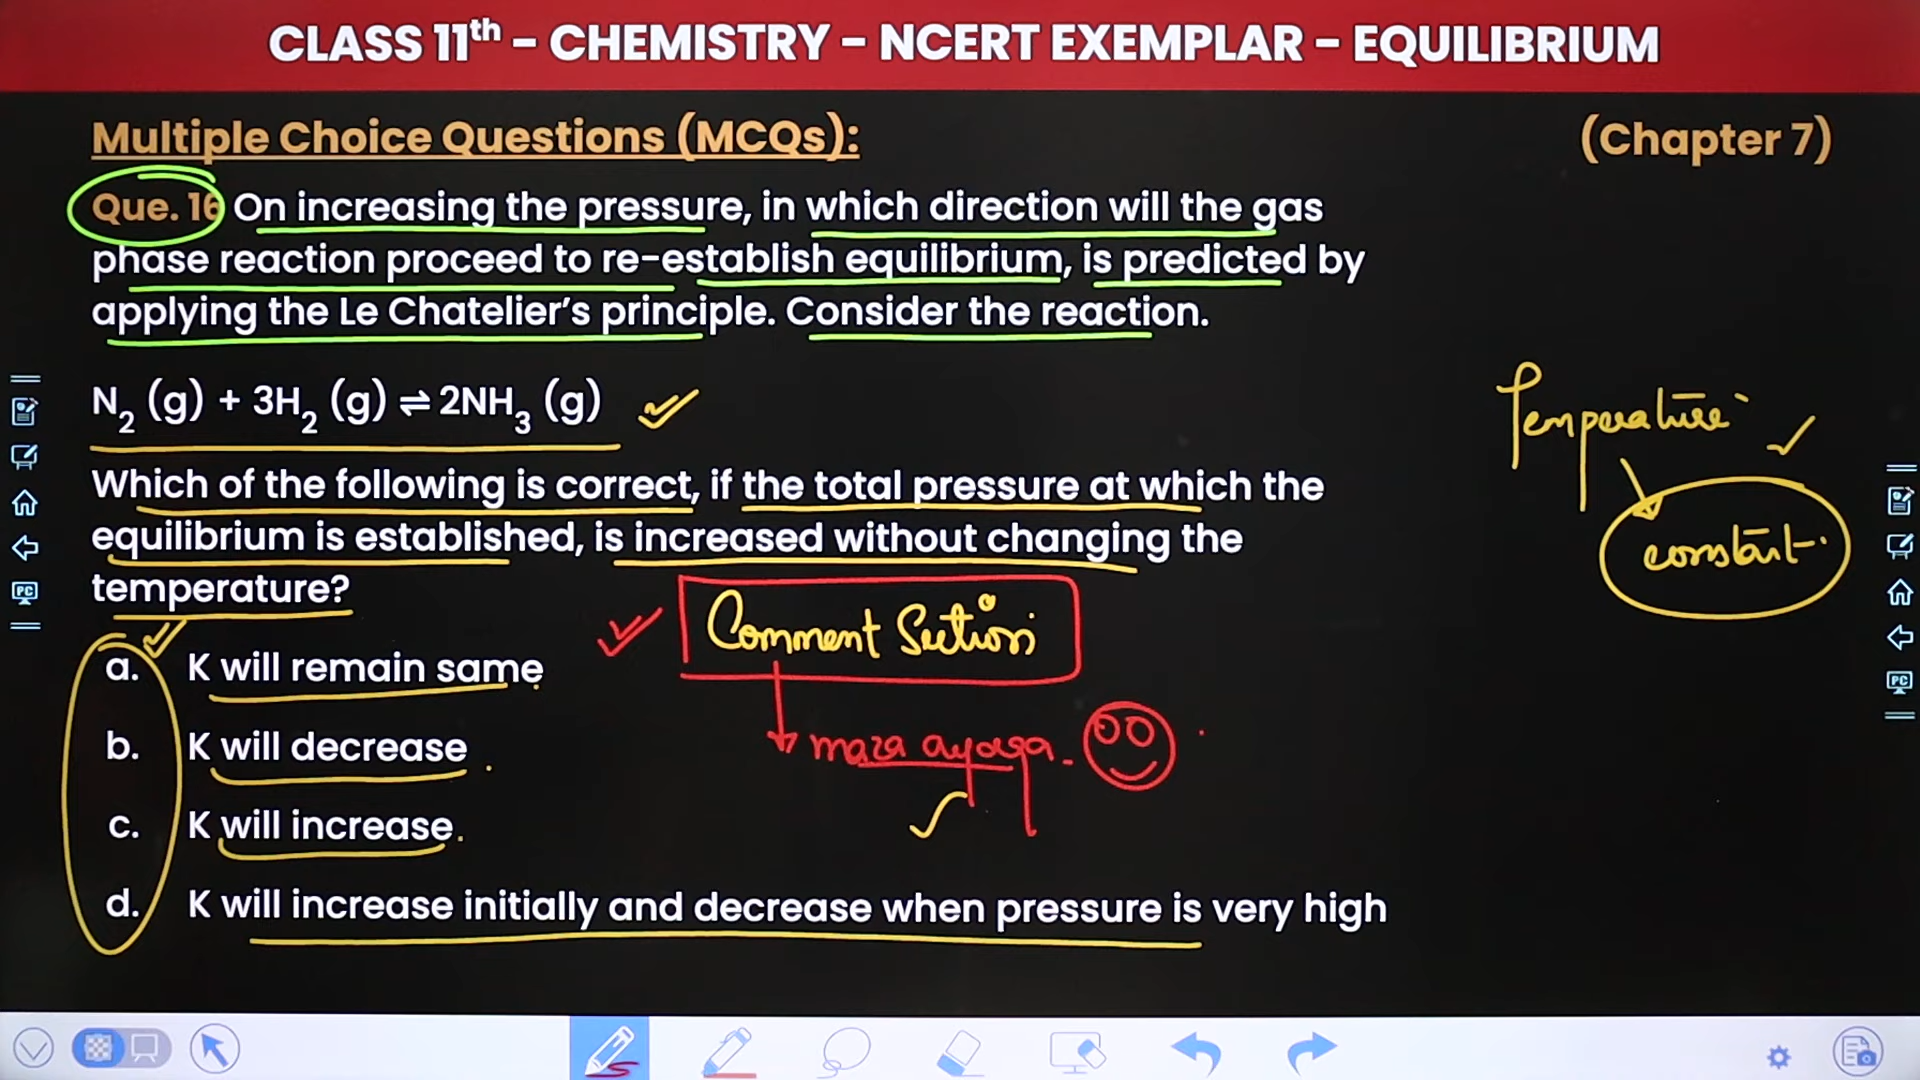 CLASS 11th - CHEMISTRY - NCERT EXEMPLAR - EQUILIBRIUM
Multiple Choice Questions (MCQs):
(Chapter 7)
Que. 16 On increasing the pressure, in which direction will the gas
phase reaction proceed to re-establish equilibrium, is predicted by
applying the Le Chatelier's principle. Consider the reaction.
N₂ (g) + 3H₂ (g) ⇌ 2NH₃ (g)
Temperature
constant
Which of the following is correct, if the total pressure at which the
equilibrium is established, is increased without changing the
temperature?
Comment Section
a. K will remain same
b. K will decrease
maza ayega
c. K will increase
d. K will increase initially and decrease when pressure is very high
PC
PC